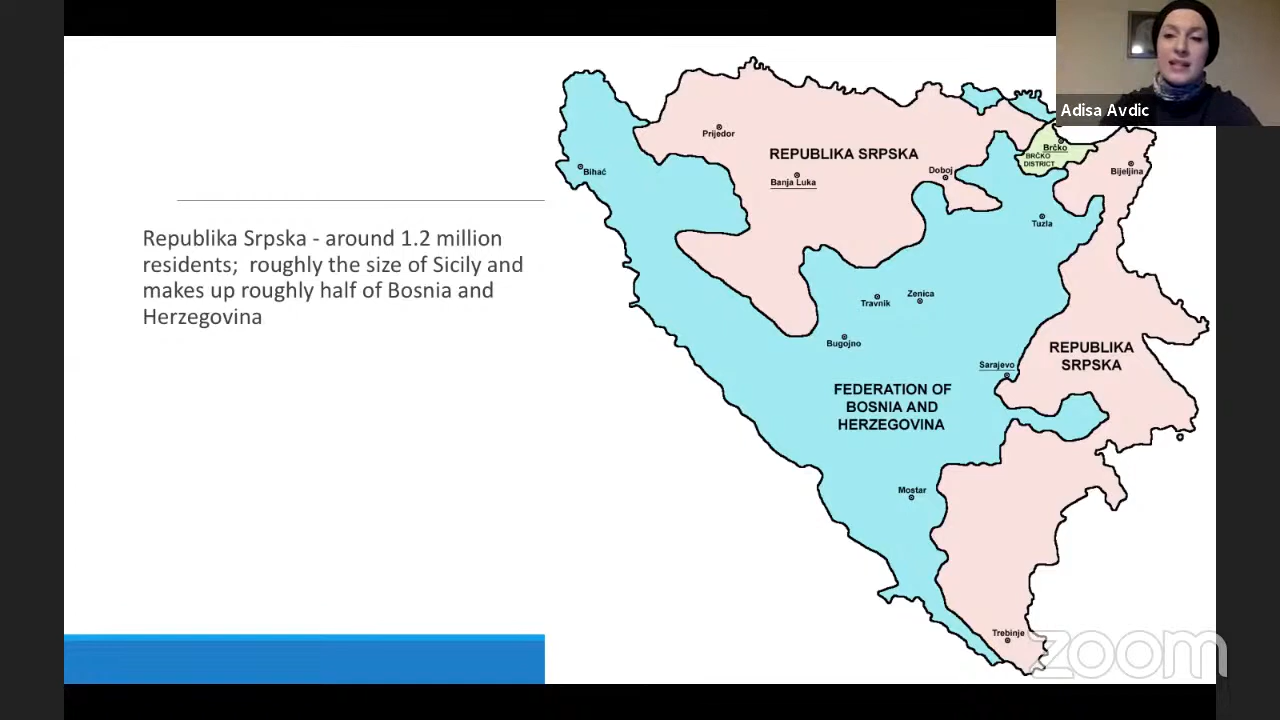 Adisa Avdic
Republika Srpska - around 1.2 million
residents;  roughly the size of Sicily and
makes up roughly half of Bosnia and
Herzegovina
Prijedor
REPUBLIKA SRPSKA
Banja Luka
Doboj
Brčko
BRČKO
DISTRICT
Bijeljina
Bihać
Tuzla
Travnik
Zenica
Bugojno
Sarajevo
REPUBLIKA
SRPSKA
FEDERATION OF
BOSNIA AND
HERZEGOVINA
Mostar
Trebinje
zoom